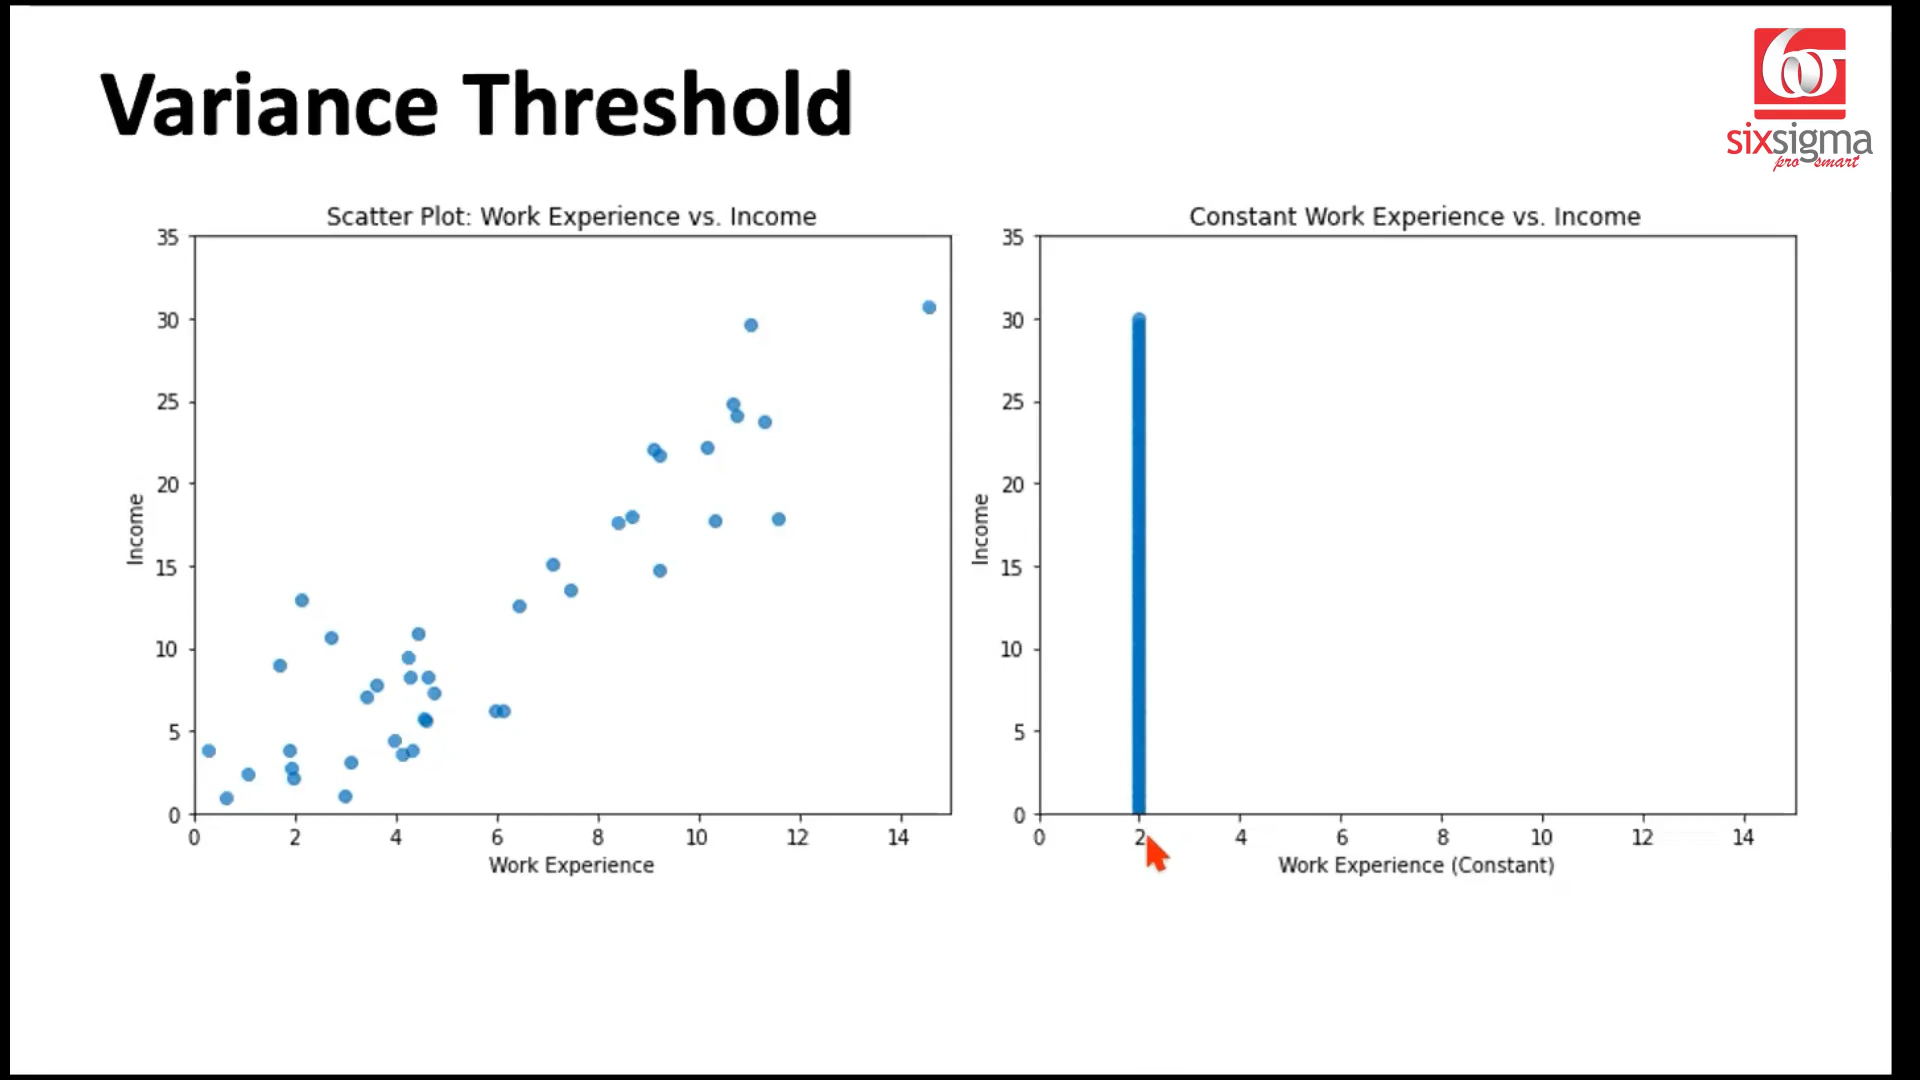 Variance Threshold
6σ
sixsigma
pro smart
Scatter Plot: Work Experience vs. Income
35
30
25
20
15
10
5
0
Income
0 2 4 6 8 10 12 14
Work Experience
Constant Work Experience vs. Income
35
30
25
20
15
10
5
0
Income
0 2 4 6 8 10 12 14
Work Experience (Constant)